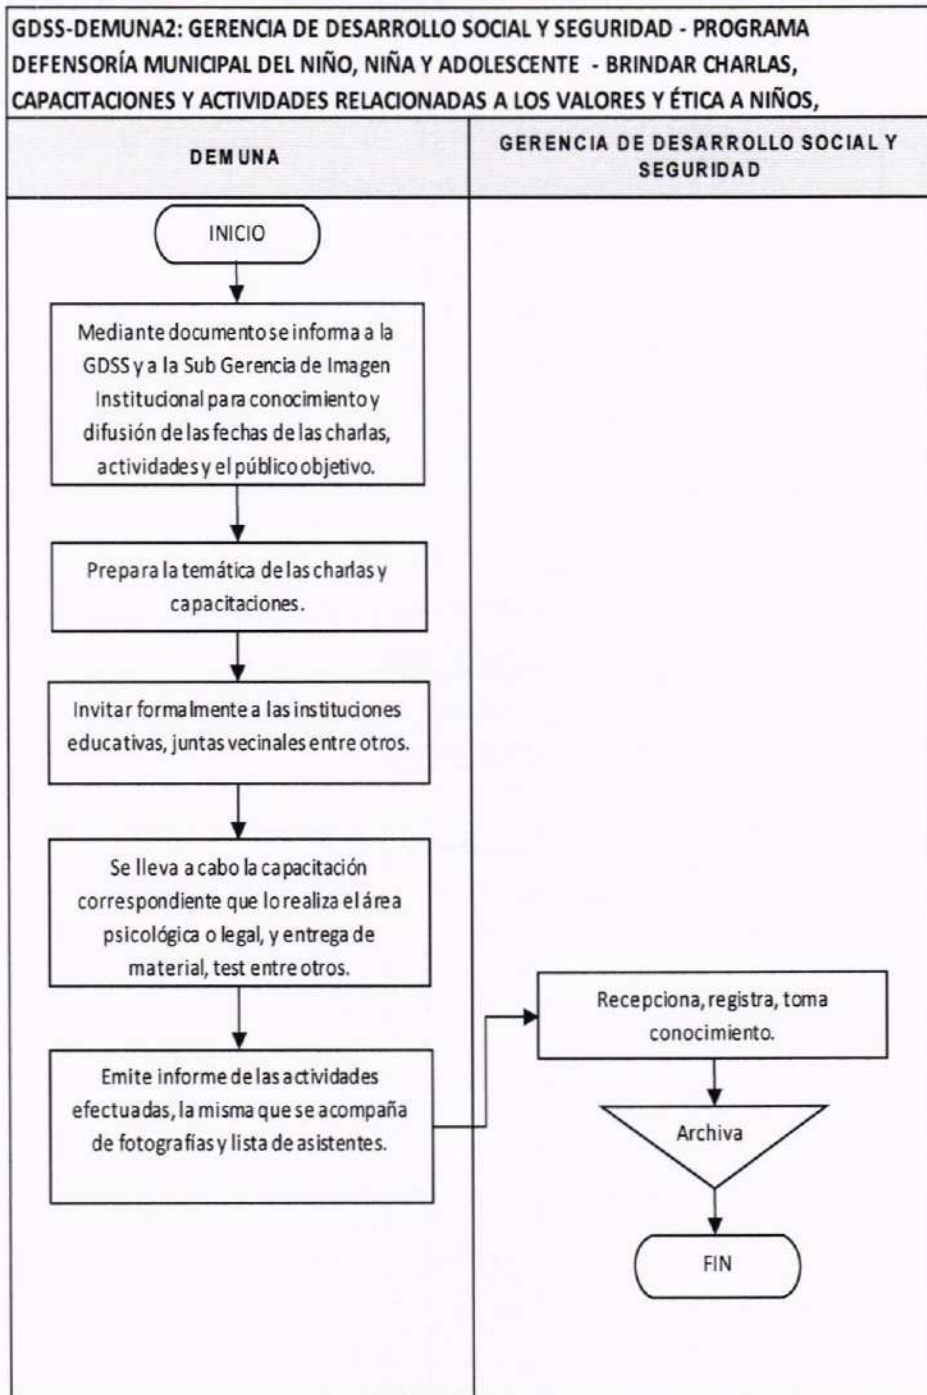 GDSS-DEMUNA2: GERENCIA DE DESARROLLO SOCIAL Y SEGURIDAD - PROGRAMA
DEFENSORÍA MUNICIPAL DEL NIÑO, NIÑA Y ADOLESCENTE - BRINDAR CHARLAS,
CAPACITACIONES Y ACTIVIDADES RELACIONADAS A LOS VALORES Y ÉTICA A NIÑOS,
DEMUNA
GERENCIA DE DESARROLLO SOCIAL Y
SEGURIDAD
INICIO
Mediante documento se informa a la
GDSS y a la Sub Gerencia de Imagen
Institucional para conocimiento y
difusión de las fechas de las charlas,
actividades y el público objetivo.
Prepara la temática de las charlas y
capacitaciones.
Invitar formalmente a las instituciones
educativas, juntas vecinales entre otros.
Se lleva a cabo la capacitación
correspondiente que lo realiza el área
psicológica o legal, y entrega de
material, test entre otros.
Emite informe de las actividades
efectuadas, la misma que se acompaña
de fotografías y lista de asistentes.
Recepciona, registra, toma
conocimiento.
Archiva
FIN